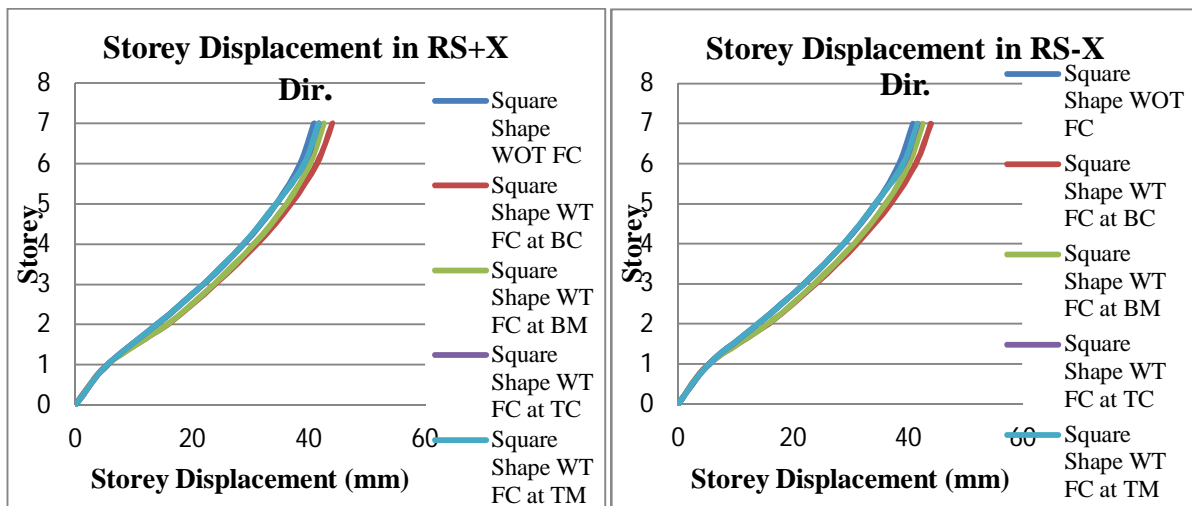 Storey Displacement in RS+X
Dir.
8
7
6
5
4
3
2
1
0
Storey
0
20
40
60
Storey Displacement (mm)
Square
Shape
WOT FC
Square
Shape WT
FC at BC
Square
Shape WT
FC at BM
Square
Shape WT
FC at TC
Square
Shape WT
FC at TM
Storey Displacement in RS-X
Dir.
8
7
6
5
4
3
2
1
0
Storey
0
20
40
60
Storey Displacement (mm)
Square
Shape WOT
FC
Square
Shape WT
FC at BC
Square
Shape WT
FC at BM
Square
Shape WT
FC at TC
Square
Shape WT
FC at TM